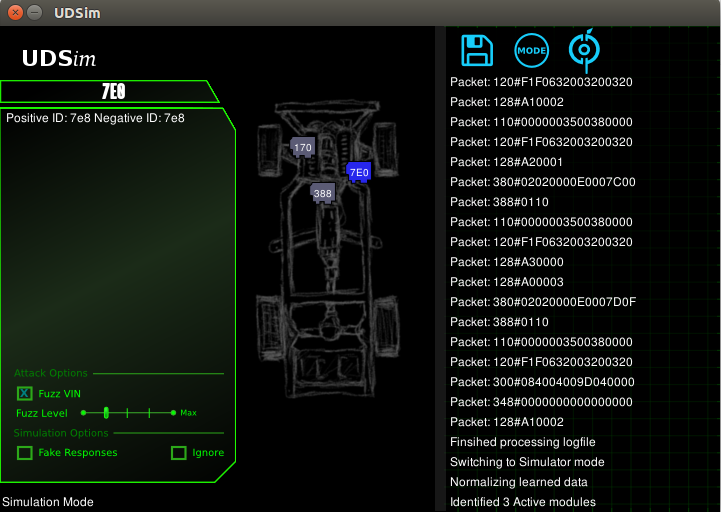 UDSim
UDSim
7E0
Positive ID: 7e8 Negative ID: 7e8
Attack Options
X Fuzz VIN
Fuzz Level Max
Simulation Options
Fake Responses Ignore
Simulation Mode
170
7E0
388
MODE
Packet: 120#F1F0632003200320
Packet: 128#A10002
Packet: 110#0000003500380000
Packet: 120#F1F0632003200320
Packet: 128#A20001
Packet: 380#02020000E0007C00
Packet: 388#0110
Packet: 110#0000003500380000
Packet: 120#F1F0632003200320
Packet: 128#A30000
Packet: 128#A00003
Packet: 380#02020000E0007D0F
Packet: 388#0110
Packet: 110#0000003500380000
Packet: 120#F1F0632003200320
Packet: 300#084004009D040000
Packet: 348#0000000000000000
Packet: 128#A10002
Finsihed processing logfile
Switching to Simulator mode
Normalizing learned data
Identified 3 Active modules